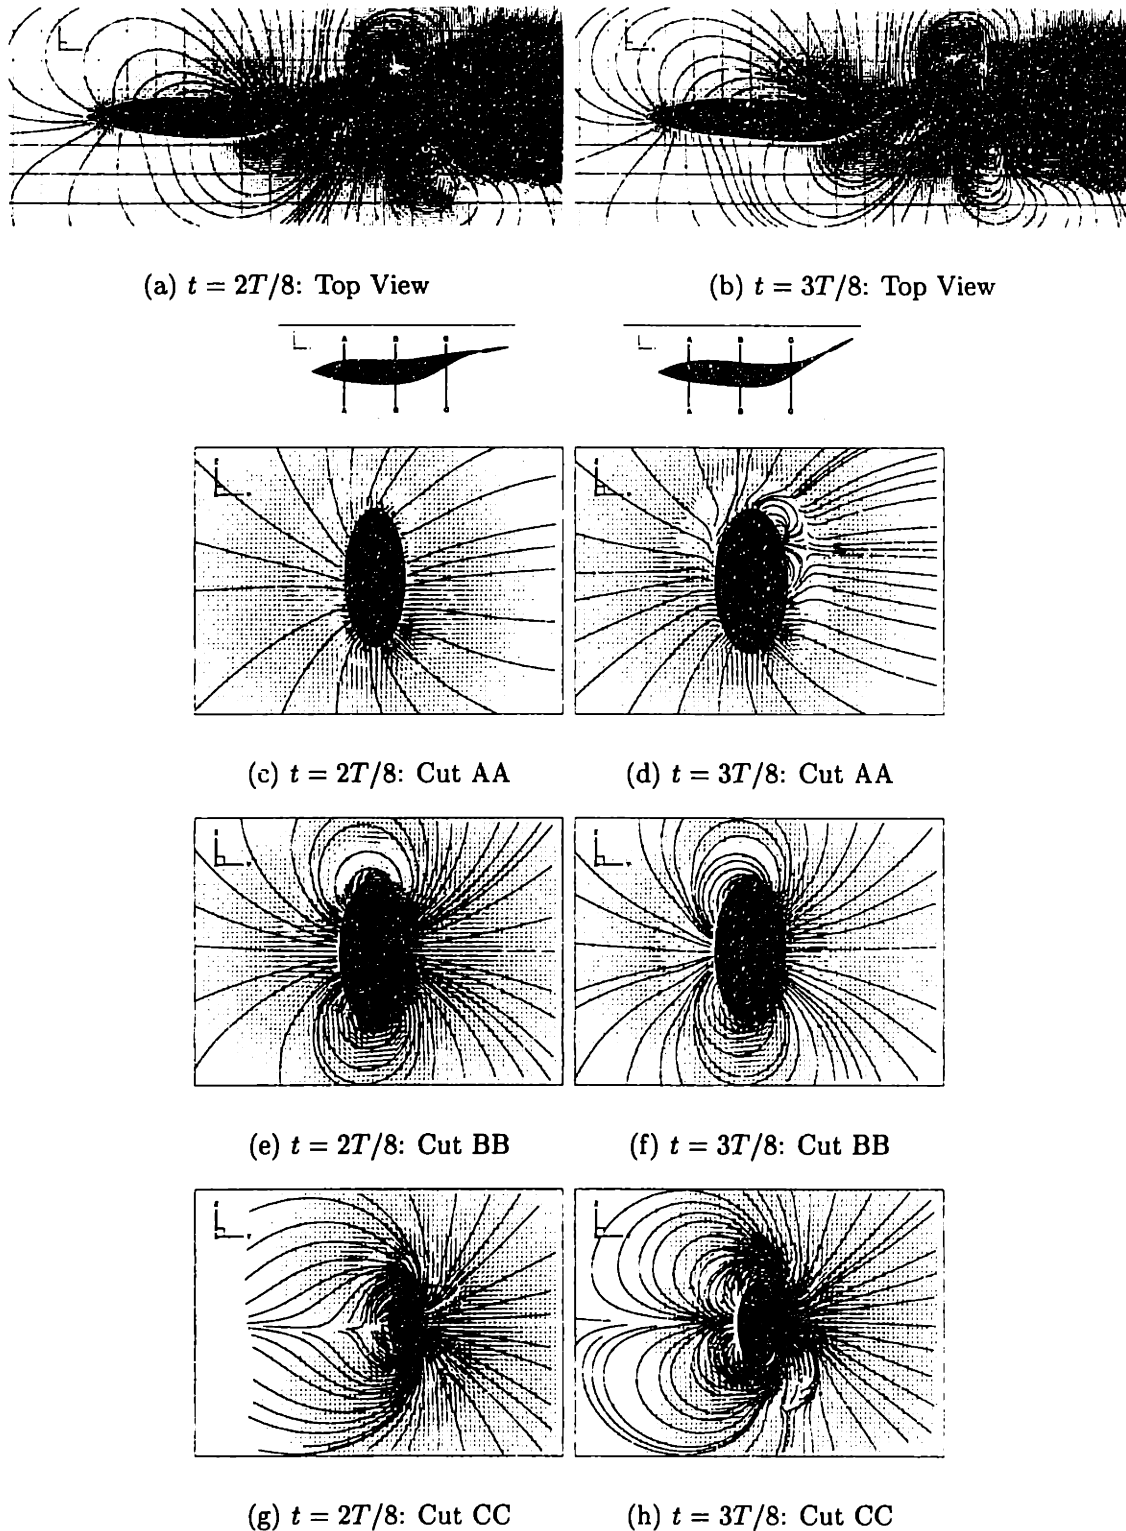 (a) t = 2T/8: Top View
(b) t = 3T/8: Top View
A B C
A B C
A B C
A B C
(c) t = 2T/8: Cut AA
(d) t = 3T/8: Cut AA
(e) t = 2T/8: Cut BB
(f) t = 3T/8: Cut BB
(g) t = 2T/8: Cut CC
(h) t = 3T/8: Cut CC